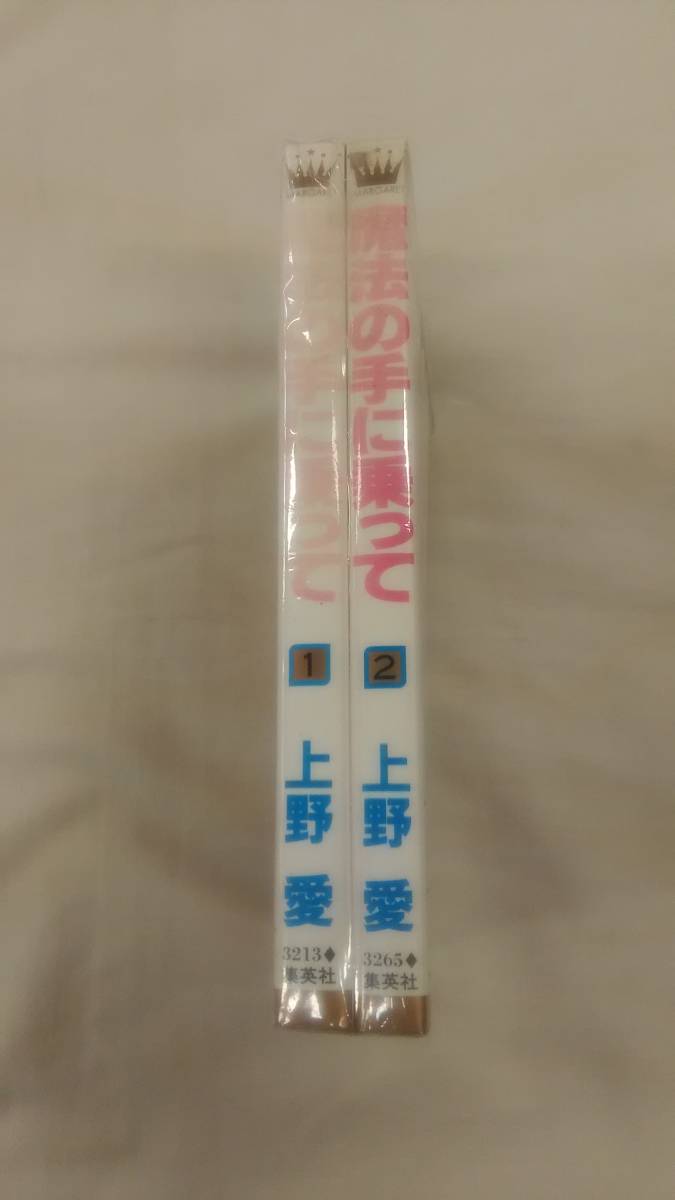 MARGARET
魔法の手に乗って
1
上野 愛
3213♦
集英社
MARGARET
魔法の手に乗って
2
上野 愛
3265♦
集英社